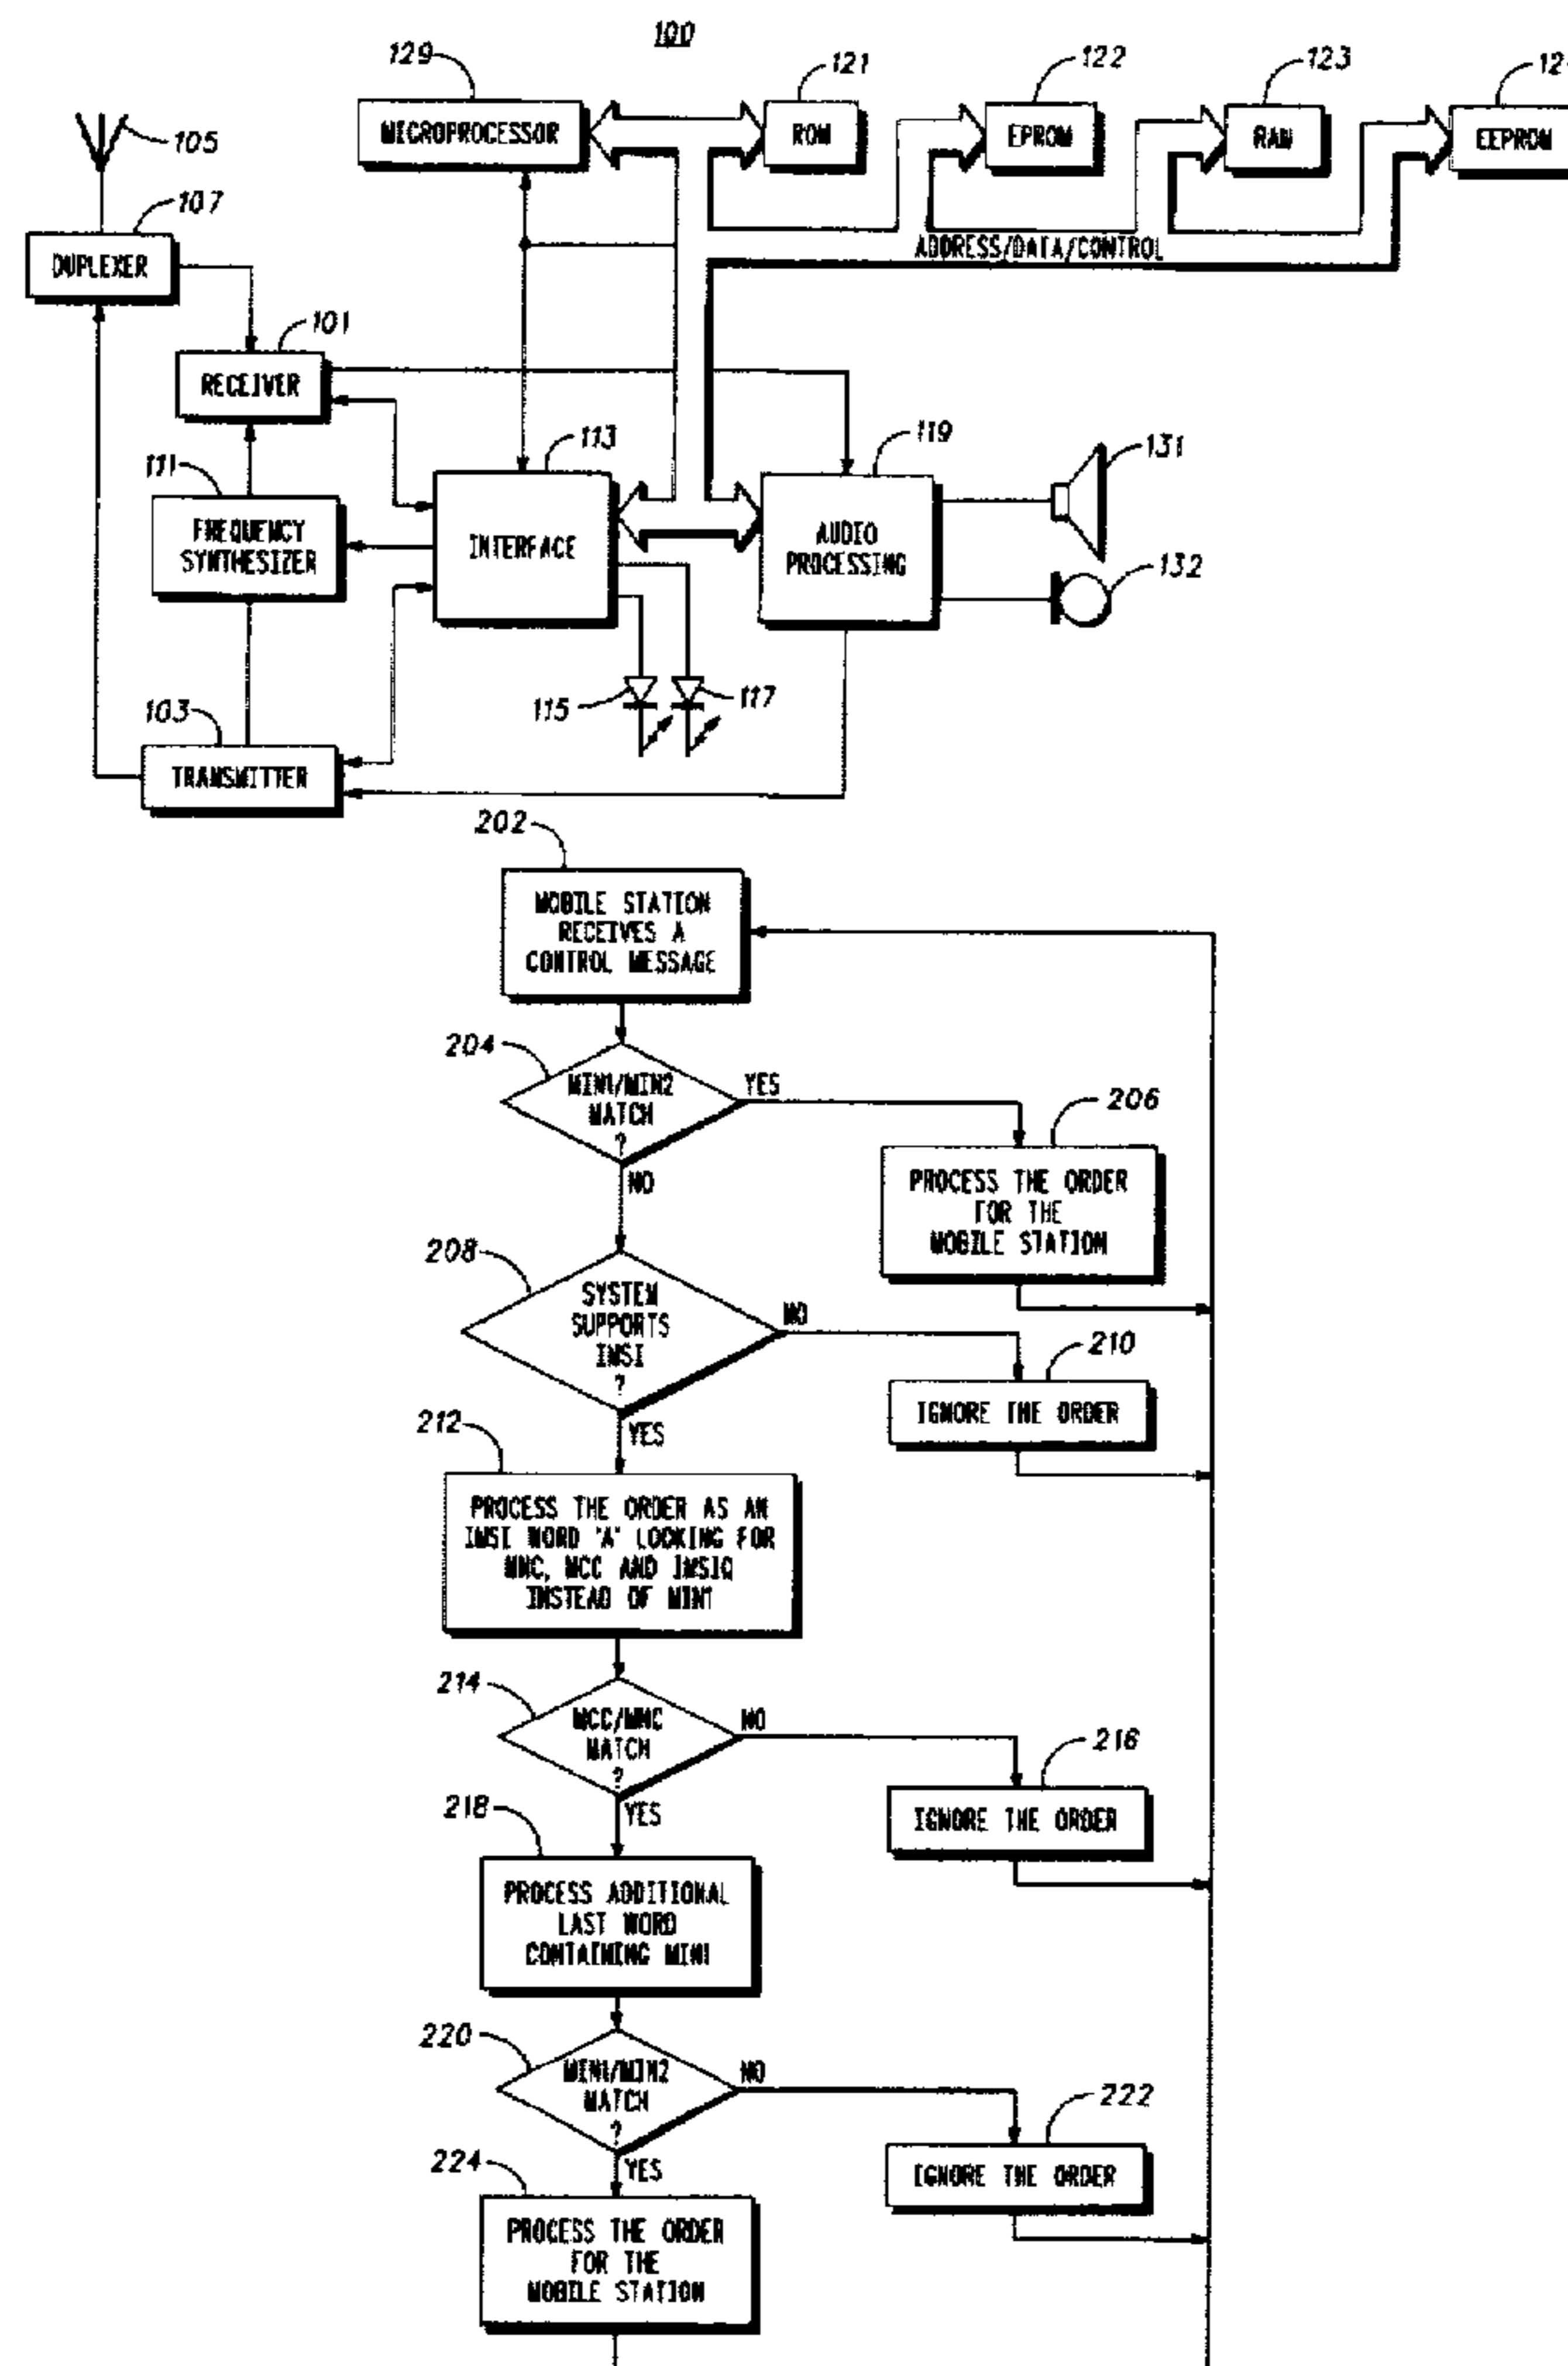 100
129
121
122
123
12
MICROPROCESSOR
ROM
EPROM
RAM
EEPROM
105
107
DUPLEXER
ADDRESS/DATA/CONTROL
101
RECEIVER
111
FREQUENCY
SYNTHESIZER
113
INTERFACE
119
AUDIO
PROCESSING
131
132
115
117
103
TRANSMITTER
202
MOBILE STATION
RECEIVES A
CONTROL MESSAGE
204
MIN1/MIN2
MATCH
?
YES
NO
206
PROCESS THE ORDER
FOR THE
MOBILE STATION
208
SYSTEM
SUPPORTS
IMSI
?
NO
YES
210
IGNORE THE ORDER
212
PROCESS THE ORDER AS AN
IMSI WORD "A" LOOKING FOR
MNC, MCC AND IMSIQ
INSTEAD OF MIN1
214
MCC/MNC
MATCH
?
NO
YES
216
IGNORE THE ORDER
218
PROCESS ADDITIONAL
LAST WORD
CONTAINING MIN1
220
MIN1/MIN2
MATCH
?
NO
YES
222
IGNORE THE ORDER
224
PROCESS THE ORDER
FOR THE
MOBILE STATION